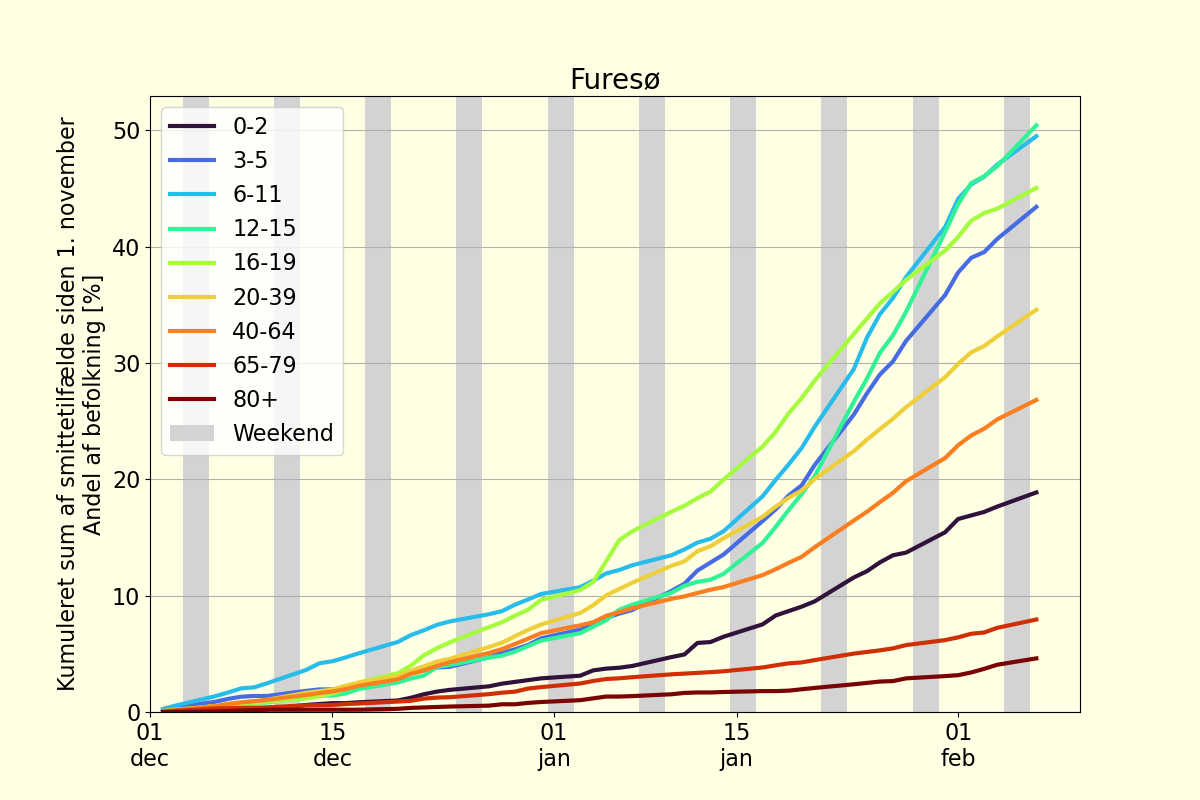 Furesø
Kumuleret sum af smittetilfælde siden 1. november
Andel af befolkning [%]
50
40
30
20
10
0
0-2
3-5
6-11
12-15
16-19
20-39
40-64
65-79
80+
Weekend
01 15 01 15 01
dec dec jan jan feb